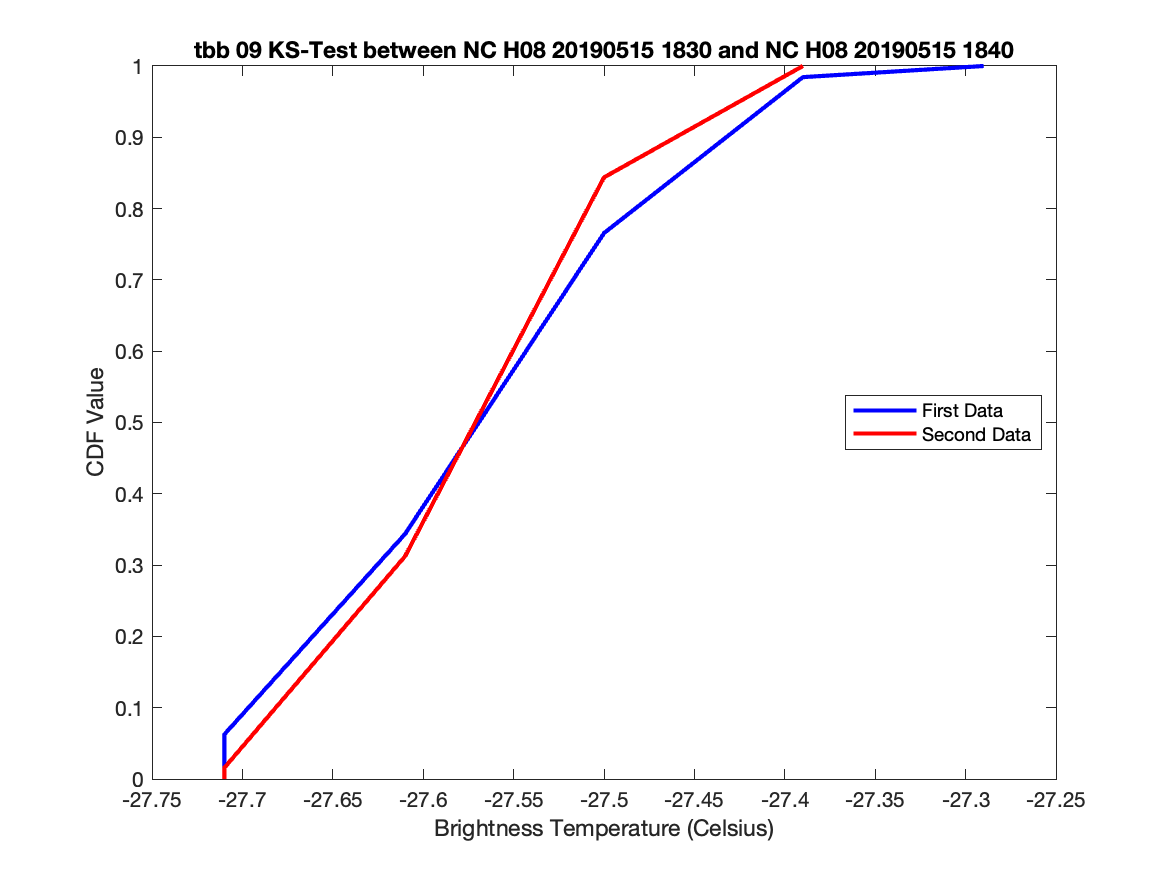 tbb 09 KS-Test between NC H08 20190515 1830 and NC H08 20190515 1840
1
0.9
0.8
0.7
0.6
0.5
0.4
0.3
0.2
0.1
0
CDF Value
First Data
Second Data
-27.75 -27.7 -27.65 -27.6 -27.55 -27.5 -27.45 -27.4 -27.35 -27.3 -27.25
Brightness Temperature (Celsius)